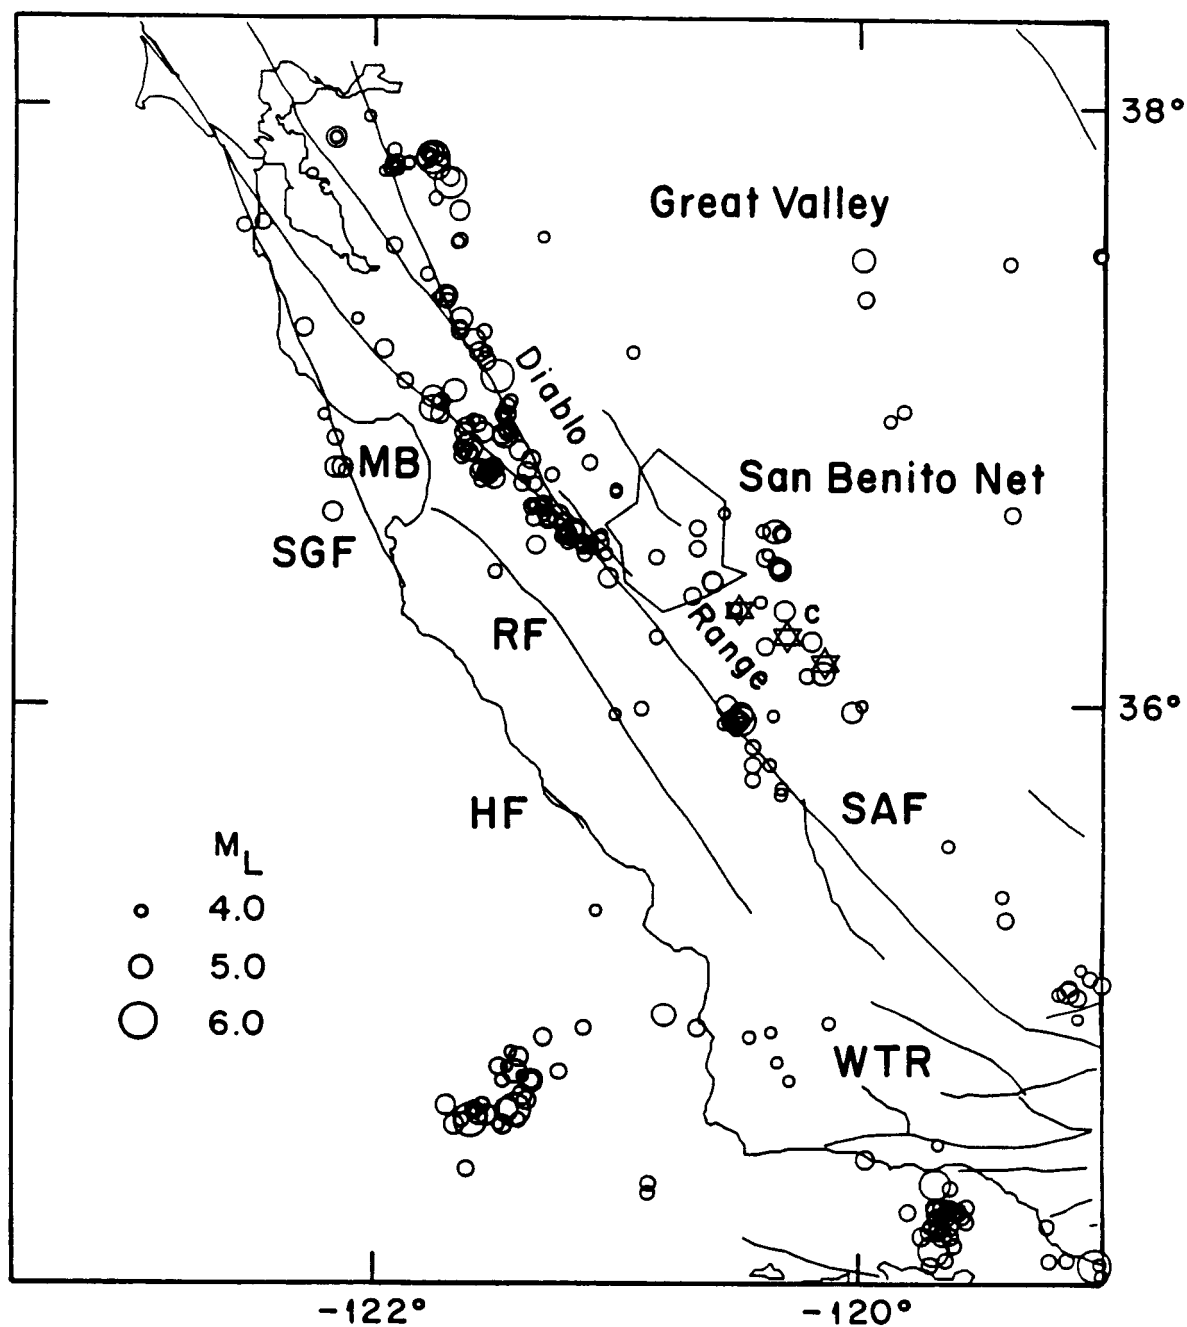 38°
Great Valley
Diablo
MB
San Benito Net
SGF
C
RF
Range
36°
HF
SAF
M_L
4.0
5.0
6.0
WTR
-122°
-120°